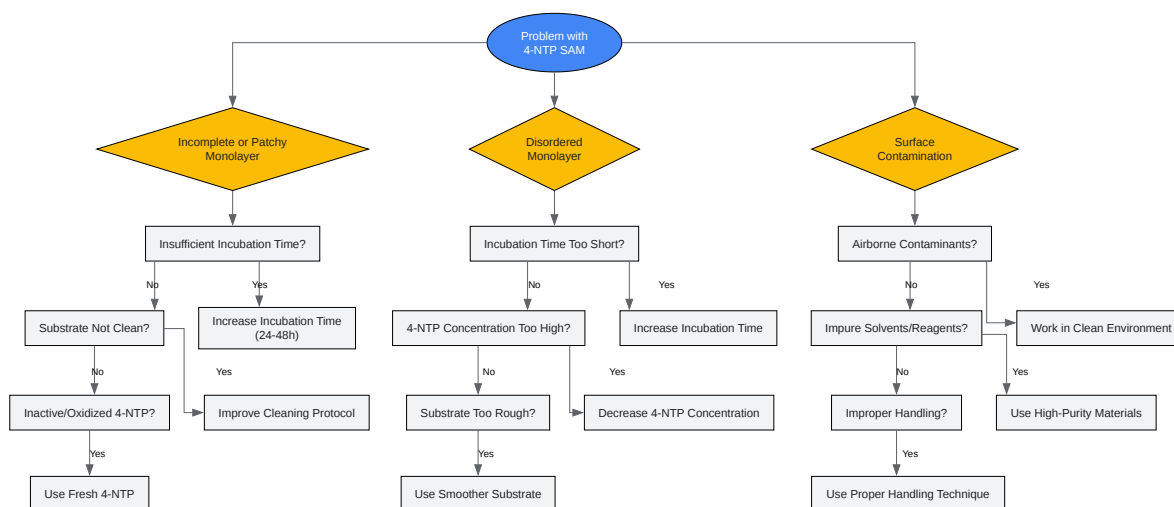 Problem with
4-NTP SAM
Incomplete or Patchy
Monolayer
Disordered
Monolayer
Surface
Contamination
Insufficient Incubation Time?
Incubation Time Too Short?
Airborne Contaminants?
No
Yes
No
Yes
No
Yes
Substrate Not Clean?
Increase Incubation Time
(24-48h)
4-NTP Concentration Too High?
Increase Incubation Time
Impure Solvents/Reagents?
Work in Clean Environment
No
Yes
No
Yes
No
Yes
Inactive/Oxidized 4-NTP?
Improve Cleaning Protocol
Substrate Too Rough?
Decrease 4-NTP Concentration
Improper Handling?
Use High-Purity Materials
Yes
Yes
Yes
Use Fresh 4-NTP
Use Smoother Substrate
Use Proper Handling Technique